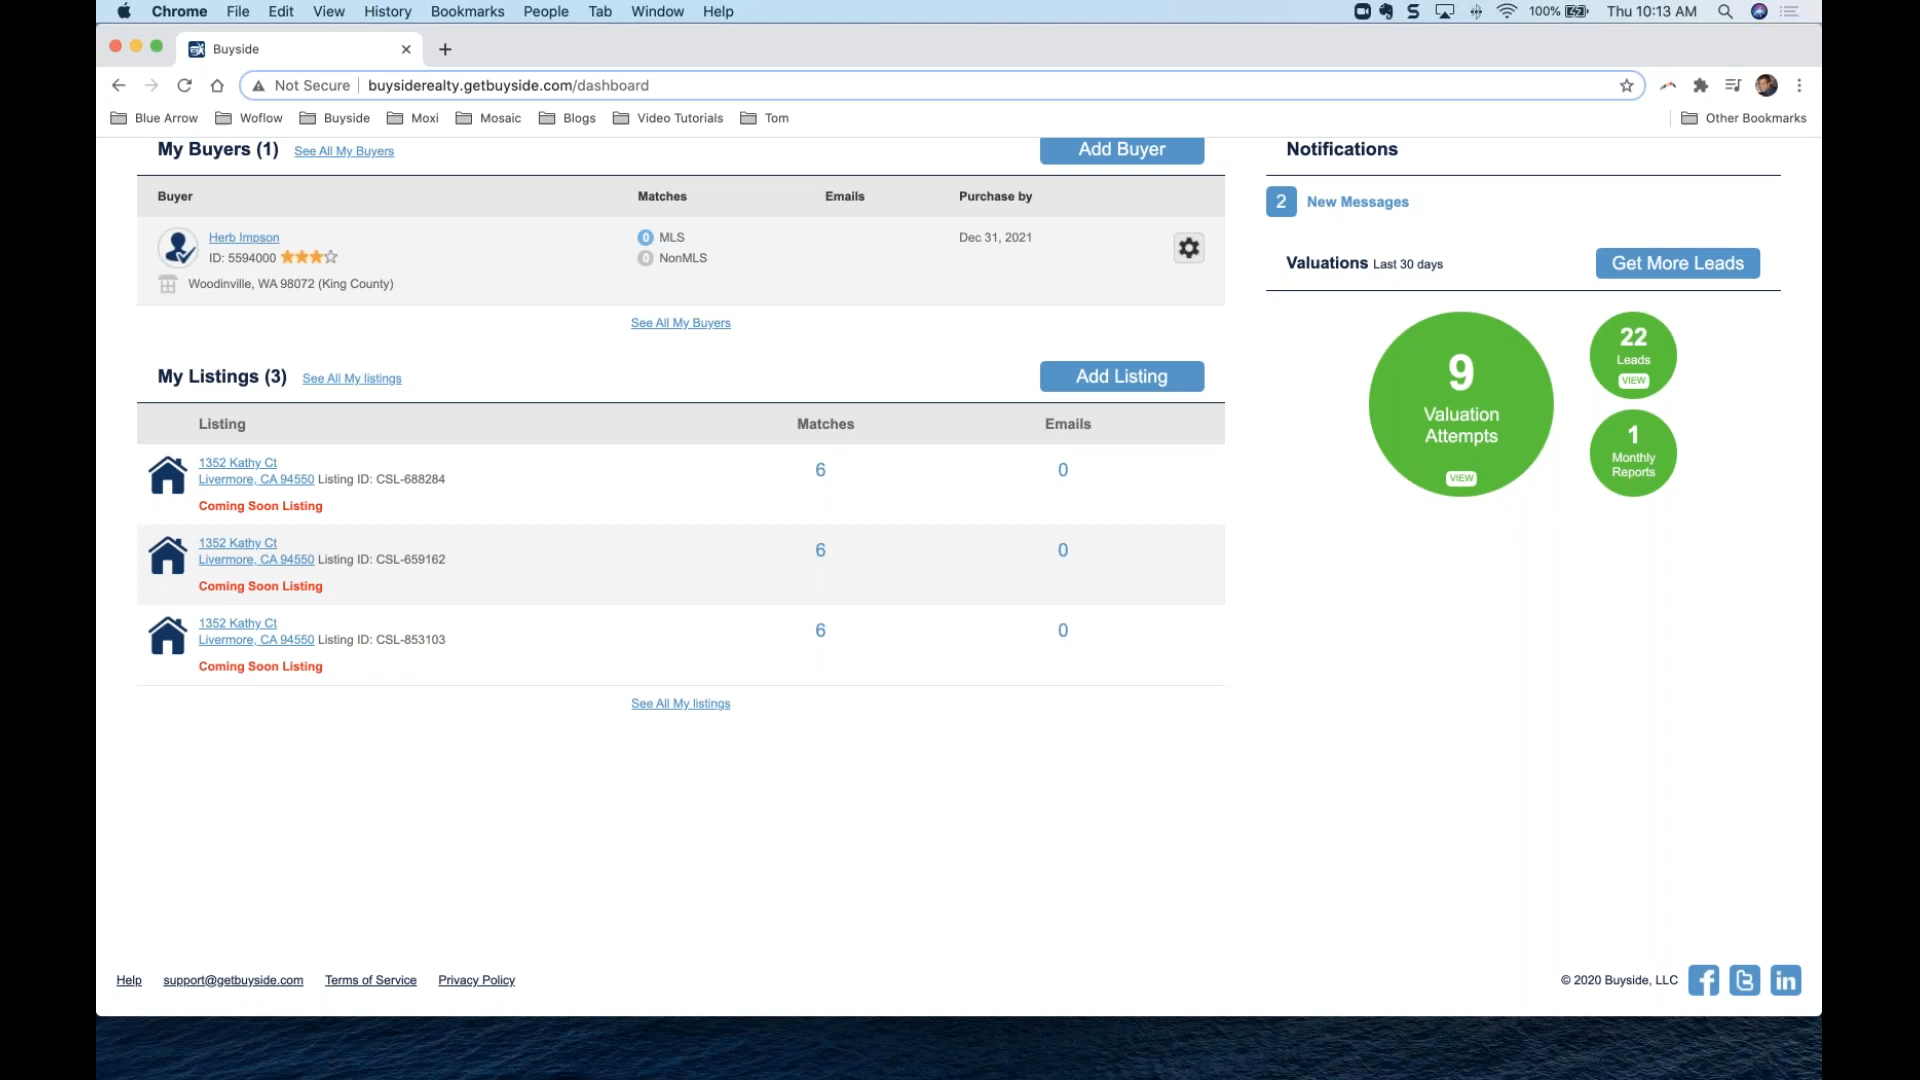 Chrome File Edit View History Bookmarks People Tab Window Help 100% Thu 10:13 AM
Buyside
Not Secure buysiderealty.getbuyside.com/dashboard
Blue Arrow Woflow Buyside Moxi Mosaic Blogs Video Tutorials Tom Other Bookmarks
My Buyers (1) See All My Buyers Add Buyer
Buyer Matches Emails Purchase by
Herb Impson 0 MLS Dec 31, 2021
ID: 5594000 0 NonMLS
Woodinville, WA 98072 (King County)
See All My Buyers
My Listings (3) See All My listings Add Listing
Listing Matches Emails
1352 Kathy Ct
Livermore, CA 94550 Listing ID: CSL-688284 6 0
Coming Soon Listing
1352 Kathy Ct
Livermore, CA 94550 Listing ID: CSL-659162 6 0
Coming Soon Listing
1352 Kathy Ct
Livermore, CA 94550 Listing ID: CSL-853103 6 0
Coming Soon Listing
See All My listings
Notifications
2 New Messages
Valuations Last 30 days Get More Leads
9
Valuation
Attempts
VIEW
22
Leads
VIEW
1
Monthly
Reports
Help support@getbuyside.com Terms of Service Privacy Policy © 2020 Buyside, LLC